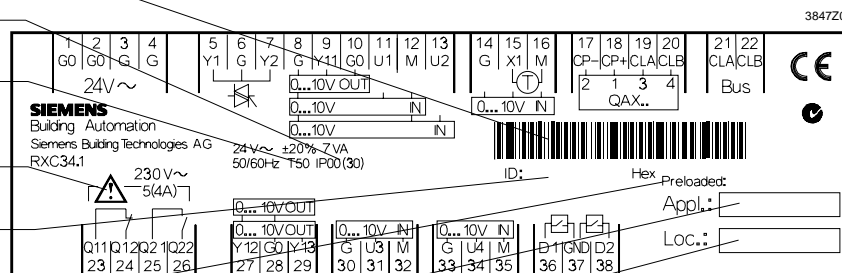 3847Z0
1 2 3 4 5 6 7 8 9 10 11 12 13 14 15 16 17 18 19 20 21 22
G0 G0 G G Y1 G Y2 G Y11 G0 U1 M U2 G X1 M CP- CP+ CLA CLB CLA CLB
24V~ 0...10V OUT T 2 1 3 4 Bus CE
0...10V IN 0...10V IN QAX..
0...10V IN
SIEMENS
Building Automation
Siemens Building Technologies AG
RXC34.1
24V~ ±20% 7VA
50/60Hz T50 IP00(30)
230V~
5(4A)
ID: Hex Preloaded:
Appl.:
Loc.:
0...10V OUT
0...10V OUT 0...10V IN 0...10V IN
Q11 Q12 Q21 Q22 Y12 G0 Y13 G U3 M G U4 M D1 GND D2
23 24 25 26 27 28 29 30 31 32 33 34 35 36 37 38